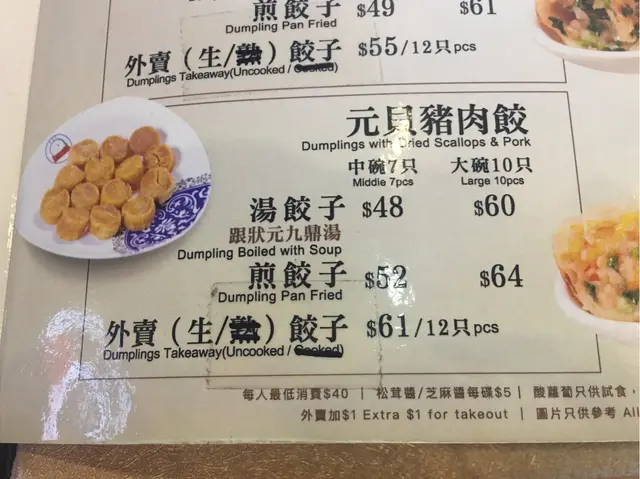 煎餃子 $49 $61
Dumpling Pan Fried
外賣（生/熟）餃子 $55/12只pcs
Dumplings Takeaway(Uncooked / Cooked)
元貝豬肉餃
Dumplings with Dried Scallops & Pork
中碗7只 大碗10只
Middle 7pcs Large 10pcs
湯餃子 $48 $60
跟狀元九鼎湯
Dumpling Boiled with Soup
煎餃子 $52 $64
Dumpling Pan Fried
外賣（生/熟）餃子 $61/12只pcs
Dumplings Takeaway(Uncooked / Cooked)
每人最低消費$40 | 松茸醬/芝麻醬每碟$5 | 酸蘿蔔只供試食，
外賣加$1 Extra $1 for takeout | 圖片只供參考 All